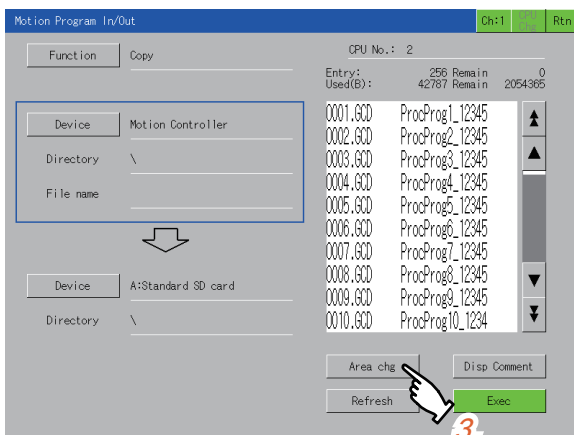 Motion Program In/Out
Ch:1
CPU Chg
Rtn
Function
Copy
CPU No.: 2
Entry: 256 Remain 0
Used(B): 42787 Remain 2054365
Device
Motion Controller
Directory
\
File name
Device
A:Standard SD card
Directory
\
0001.GCD ProcProg1_12345
0002.GCD ProcProg2_12345
0003.GCD ProcProg3_12345
0004.GCD ProcProg4_12345
0005.GCD ProcProg5_12345
0006.GCD ProcProg6_12345
0007.GCD ProcProg7_12345
0008.GCD ProcProg8_12345
0009.GCD ProcProg9_12345
0010.GCD ProcProg10_1234
Area chg
Disp Comment
Refresh
Exec
3